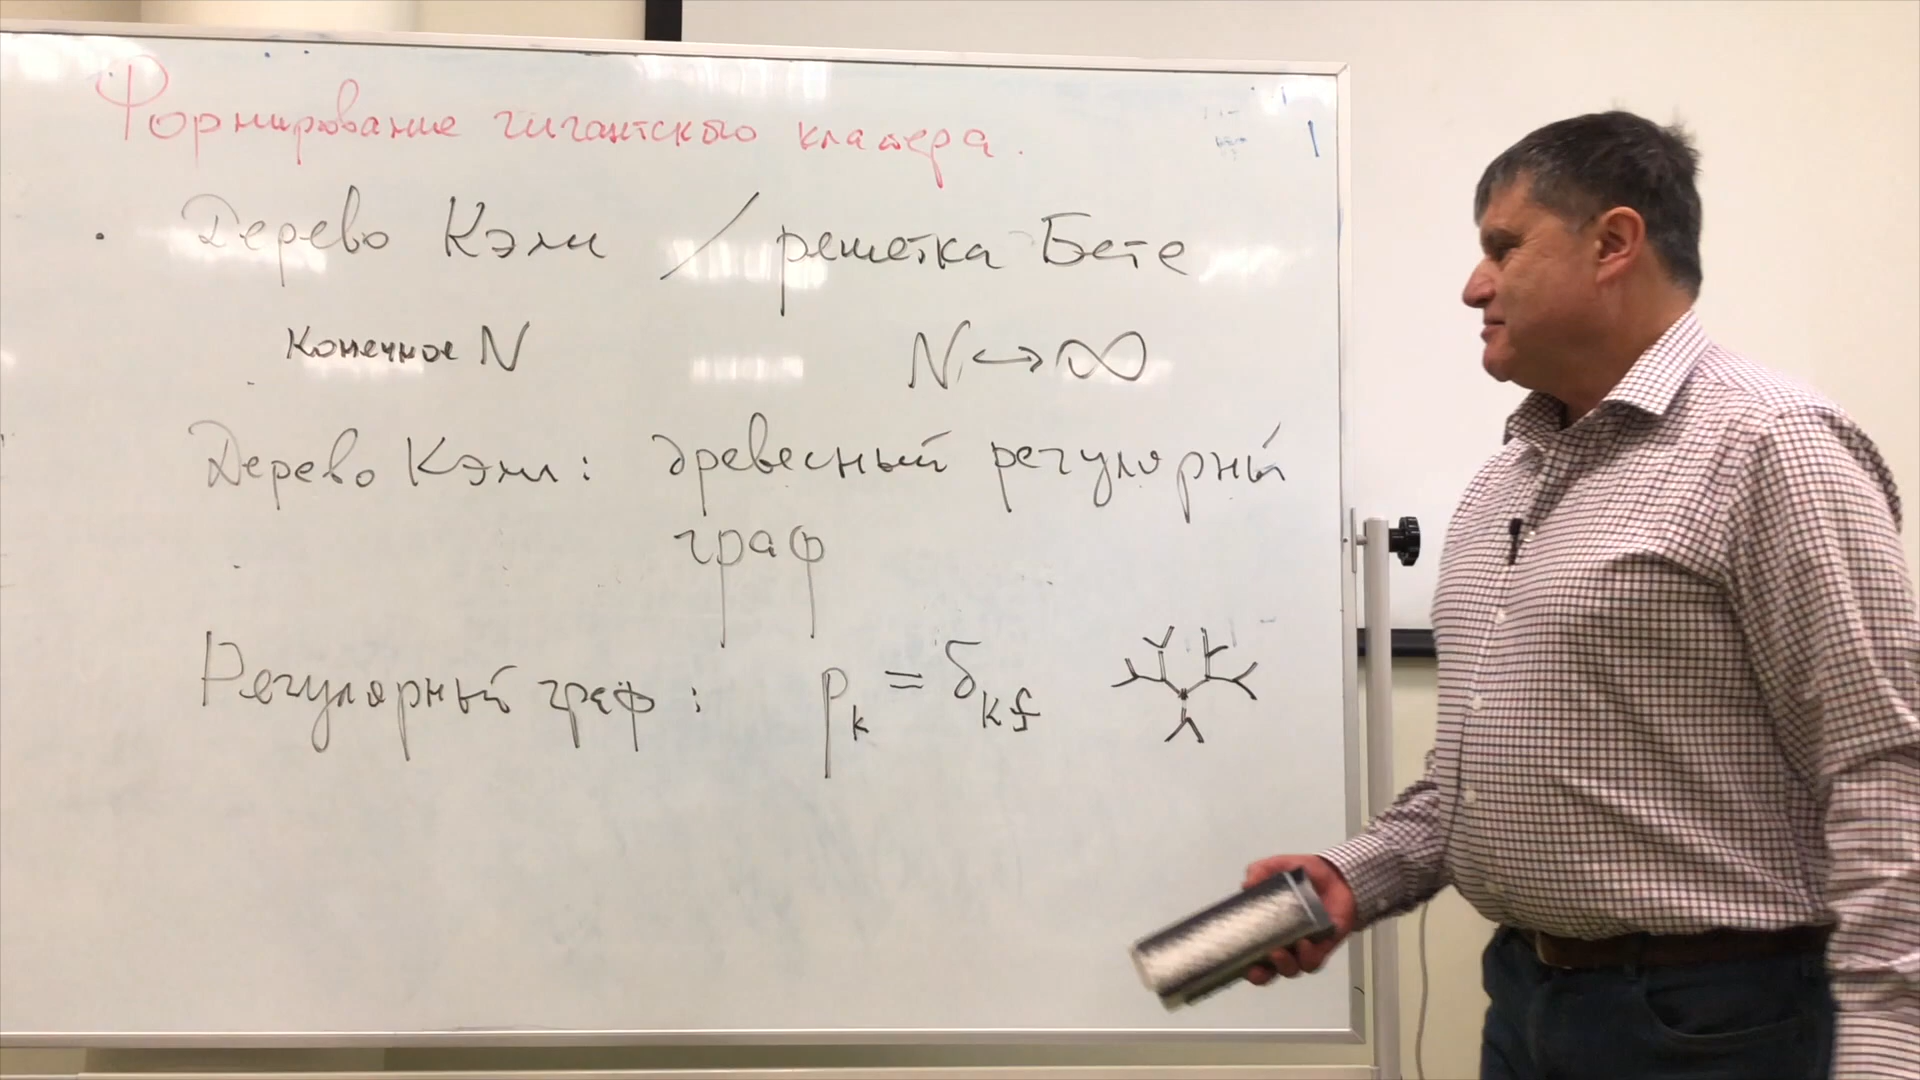 Формирование гигантского кластера.
Дерево Кэли / решетка Бете
Конечное N N ↔ ∞
Дерево Кэли: древесный регулярный
граф
Регулярный граф: p_k = δ_kf